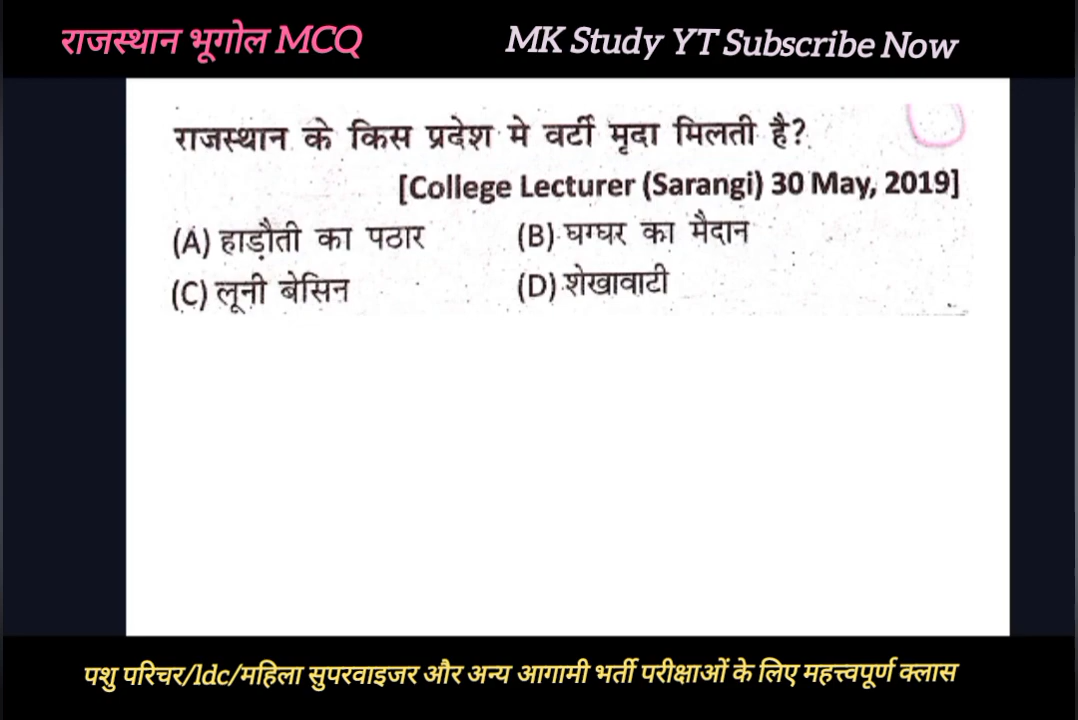 राजस्थान भूगोल MCQ
MK Study YT Subscribe Now
राजस्थान के किस प्रदेश मे वर्टी मृदा मिलती है?
[College Lecturer (Sarangi) 30 May, 2019]
(A) हाड़ौती का पठार (B) घग्घर का मैदान
(C) लूनी बेसिन (D) शेखावाटी
पशु परिचर/ldc/महिला सुपरवाइजर और अन्य आगामी भर्ती परीक्षाओं के लिए महत्त्वपूर्ण क्लास